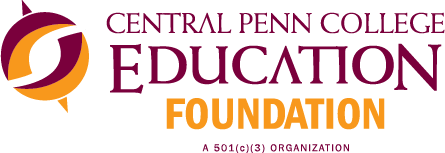 CENTRAL PENN COLLEGE
EDUCATION
FOUNDATION
A 501(c)(3) ORGANIZATION